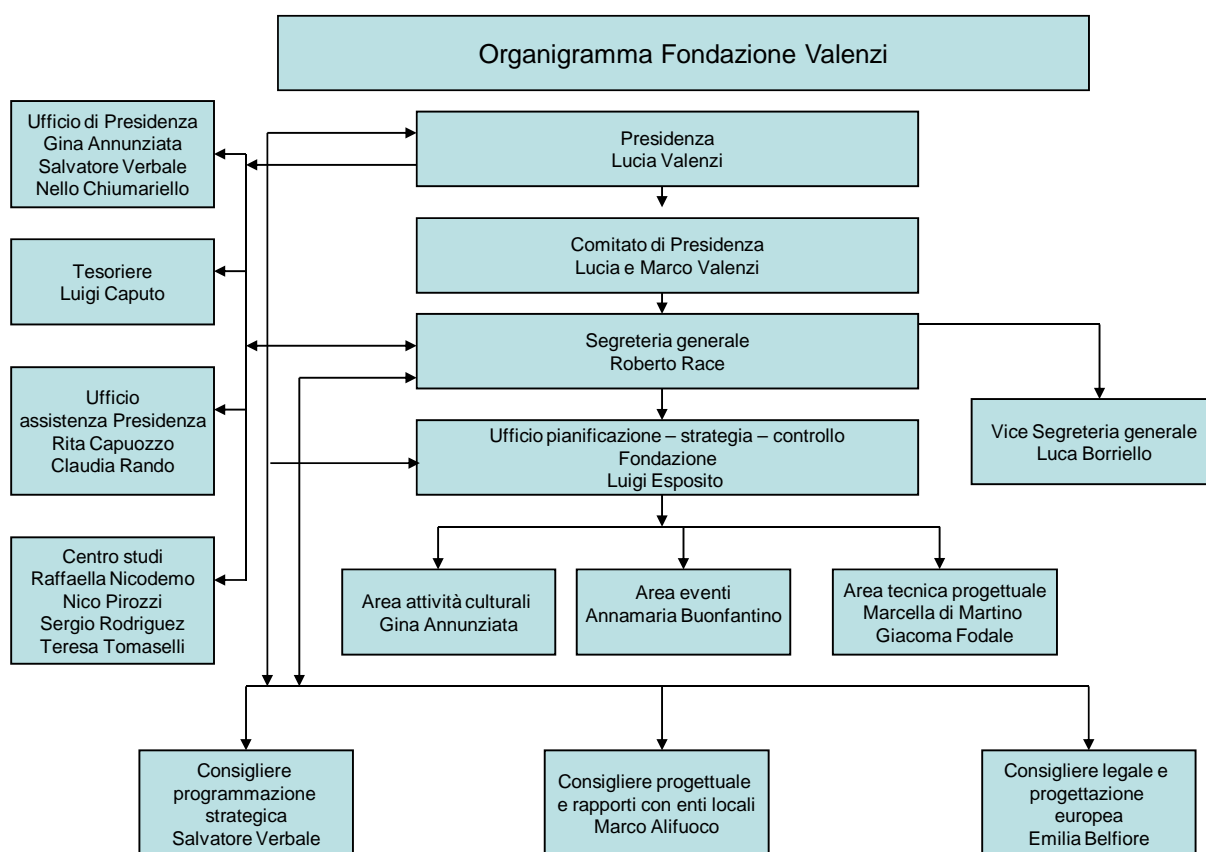 Organigramma Fondazione Valenzi
Ufficio di Presidenza
Gina Annunziata
Salvatore Verbale
Nello Chiumariello
Presidenza
Lucia Valenzi
Comitato di Presidenza
Lucia e Marco Valenzi
Tesoriere
Luigi Caputo
Segreteria generale
Roberto Race
Ufficio
assistenza Presidenza
Rita Capuozzo
Claudia Rando
Ufficio pianificazione – strategia – controllo
Fondazione
Luigi Esposito
Vice Segreteria generale
Luca Borriello
Centro studi
Raffaella Nicodemo
Nico Pirozzi
Sergio Rodriguez
Teresa Tomaselli
Area attività culturali
Gina Annunziata
Area eventi
Annamaria Buonfantino
Area tecnica progettuale
Marcella di Martino
Giacoma Fodale
Consigliere
programmazione
strategica
Salvatore Verbale
Consigliere progettuale
e rapporti con enti locali
Marco Alifuoco
Consigliere legale e
progettazione
europea
Emilia Belfiore